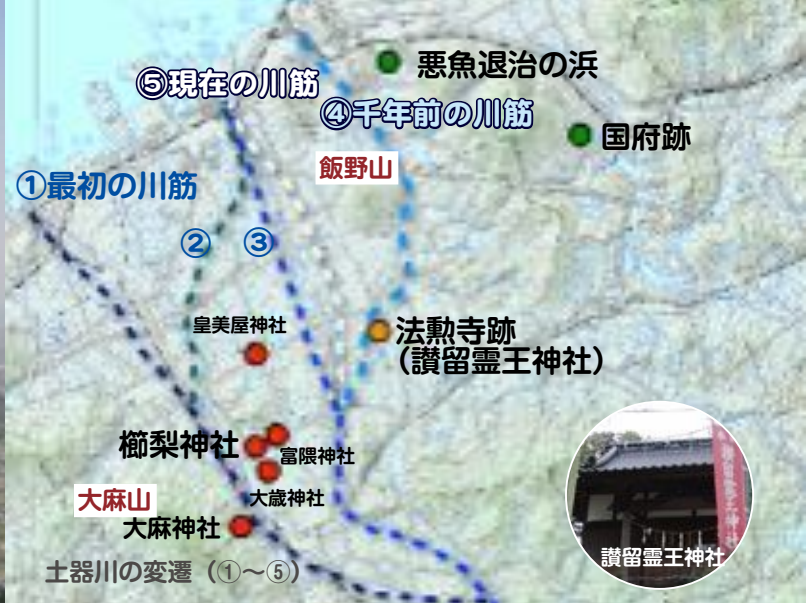 悪魚退治の浜
⑤現在の川筋
④千年前の川筋
国府跡
飯野山
①最初の川筋
②
③
皇美屋神社
法勲寺跡
（讃留霊王神社）
櫛梨神社
富隈神社
大麻山
大歳神社
大麻神社
讃留霊王神社
土器川の変遷（①～⑤）